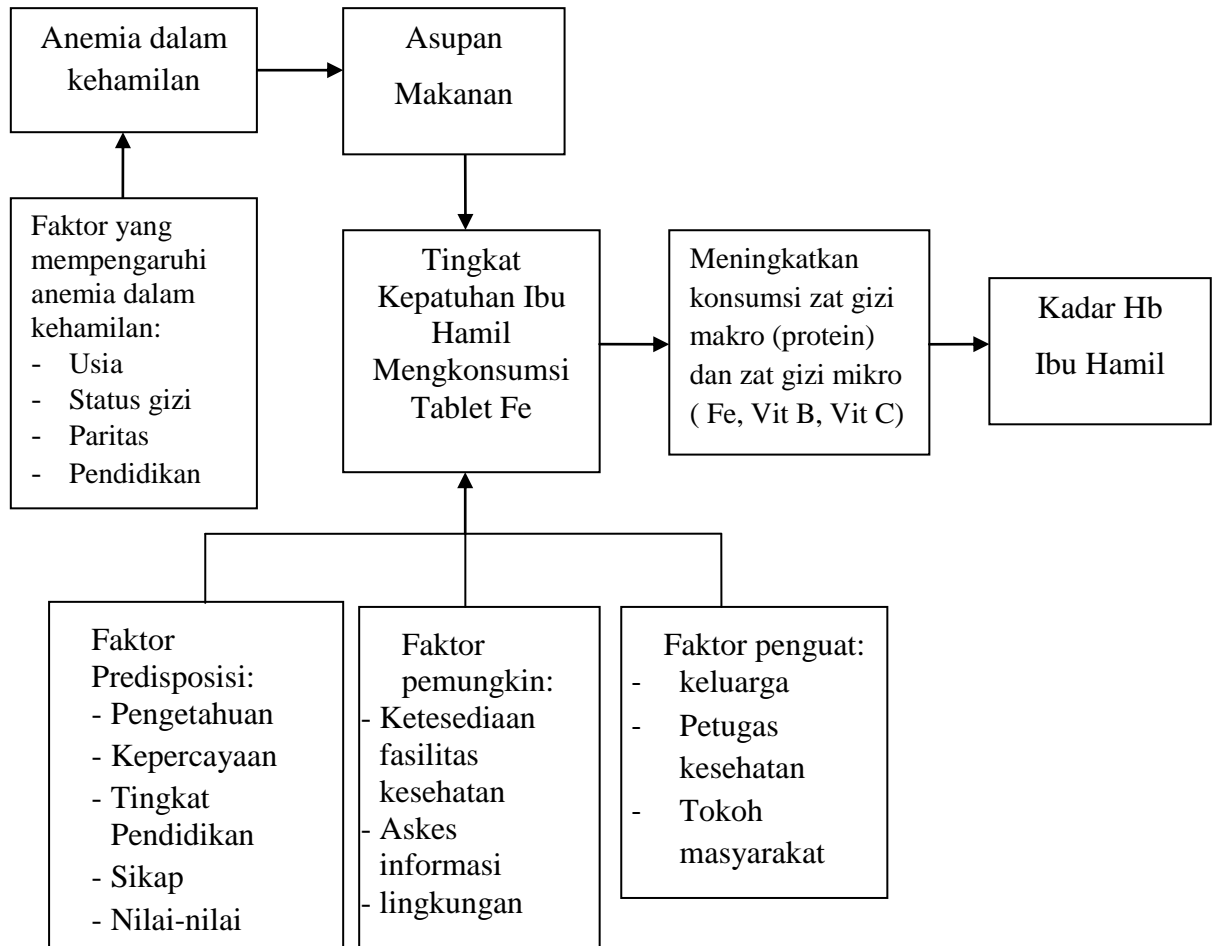 Anemia dalam
kehamilan
Asupan
Makanan
Faktor yang
mempengaruhi
anemia dalam
kehamilan:
- Usia
- Status gizi
- Paritas
- Pendidikan
Tingkat
Kepatuhan Ibu
Hamil
Mengkonsumsi
Tablet Fe
Meningkatkan
konsumsi zat gizi
makro (protein)
dan zat gizi mikro
( Fe, Vit B, Vit C)
Kadar Hb
Ibu Hamil
Faktor
Predisposisi:
- Pengetahuan
- Kepercayaan
- Tingkat
Pendidikan
- Sikap
- Nilai-nilai
Faktor
pemungkin:
- Ketesediaan
fasilitas
kesehatan
- Askes
informasi
- lingkungan
Faktor penguat:
- keluarga
- Petugas
kesehatan
- Tokoh
masyarakat